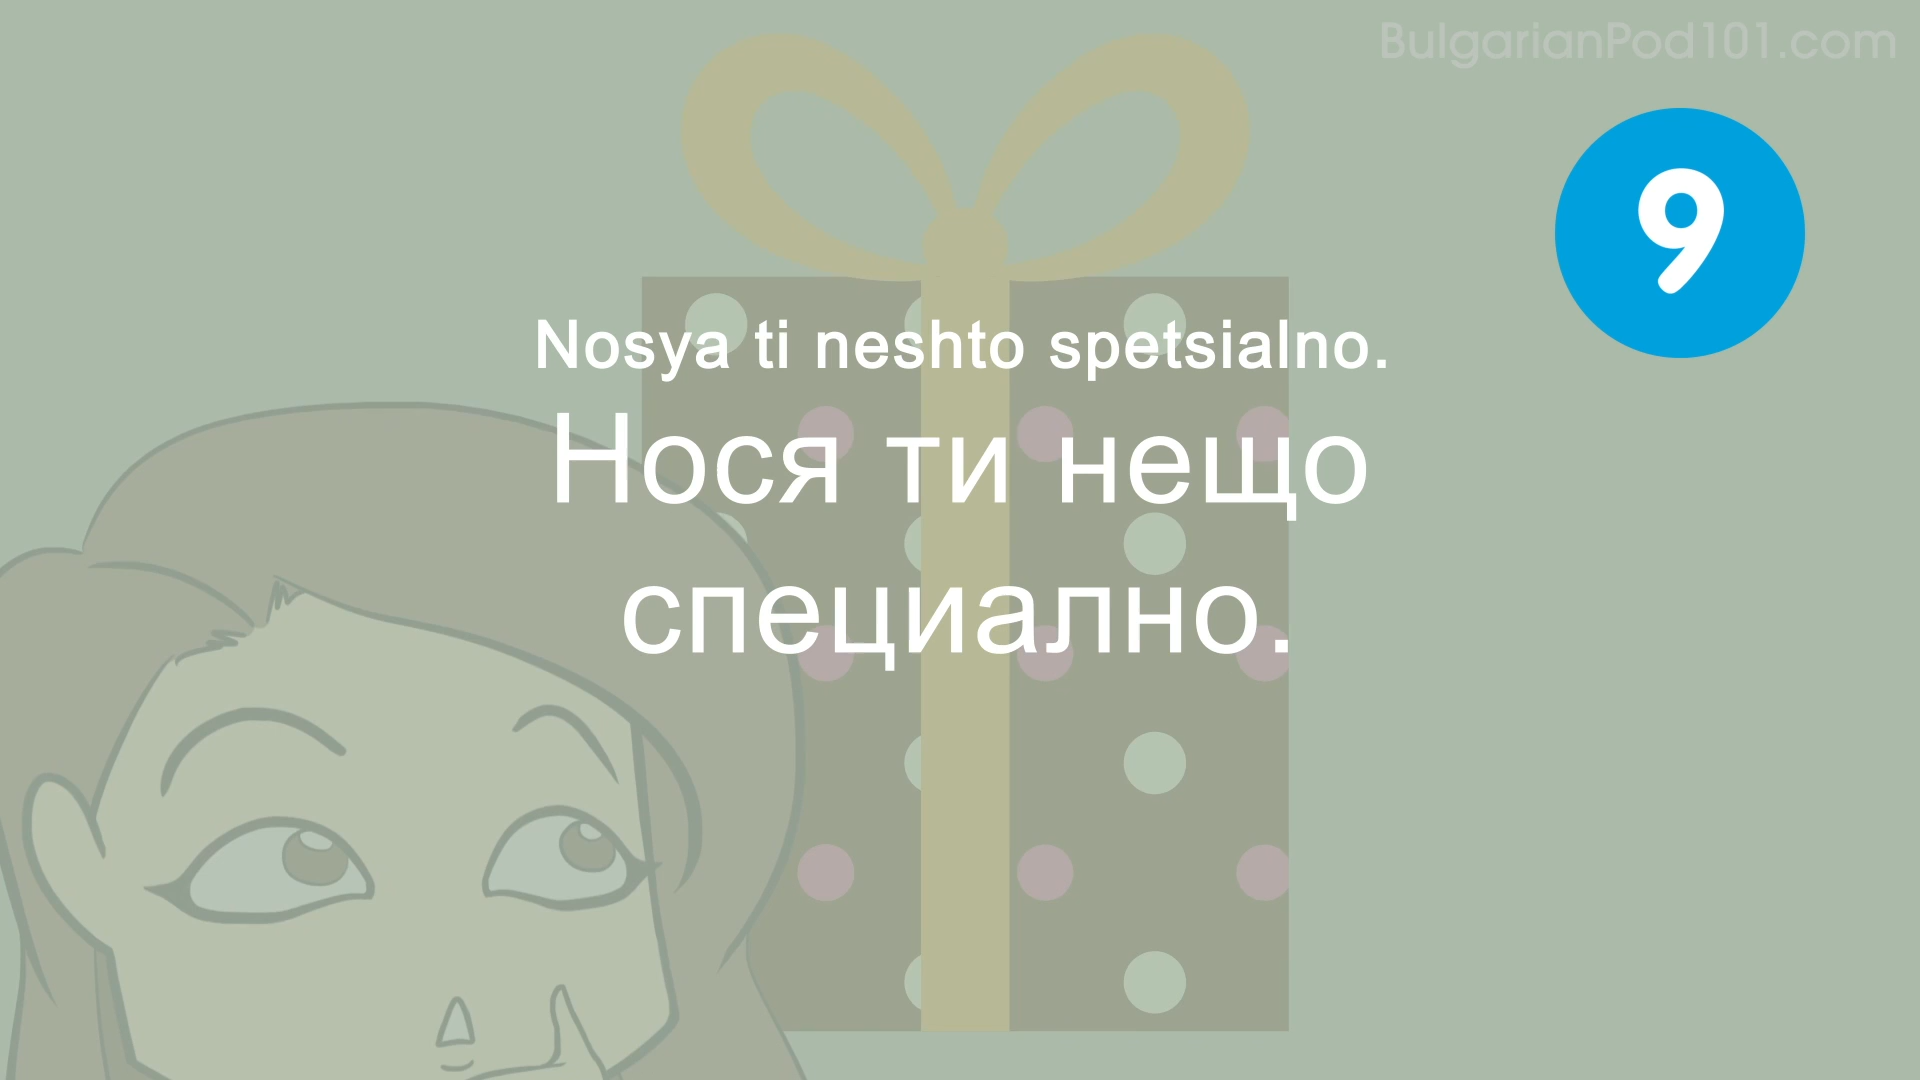 BulgarianPod101.com
9
Nosya ti neshto spetsialno.
Нося ти нещо
специално.